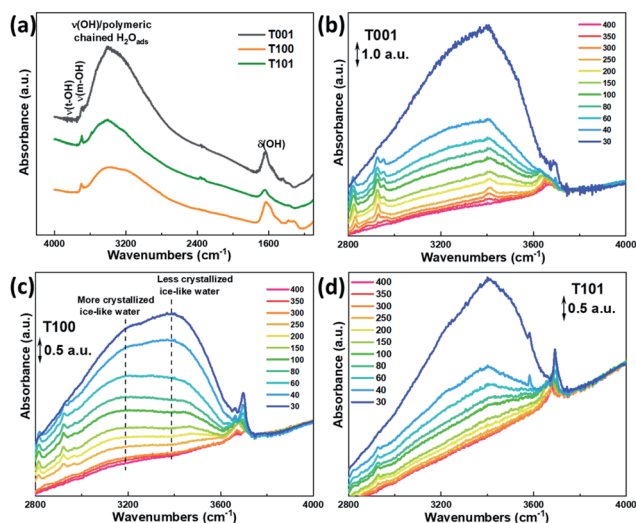 (a)
ν(OH)/polymeric
chained H₂Oads
ν(t-OH)
ν(m-OH)
T001
T100
T101
δ(OH)
Absorbance (a.u.)
4000 3200 2400 1600
Wavenumbers (cm⁻¹)
(b)
T001
1.0 a.u.
400
350
300
250
200
150
100
80
60
40
30
Absorbance (a.u.)
2800 3200 3600 4000
Wavenumbers (cm⁻¹)
(c)
T100
0.5 a.u.
Less crystallized
ice-like water
More crystallized
ice-like water
400
350
300
250
200
150
100
80
60
40
30
Absorbance (a.u.)
2800 3200 3600 4000
Wavenumbers (cm⁻¹)
(d)
T101
0.5 a.u.
400
350
300
250
200
150
100
80
60
40
30
Absorbance (a.u.)
2800 3200 3600 4000
Wavenumbers (cm⁻¹)